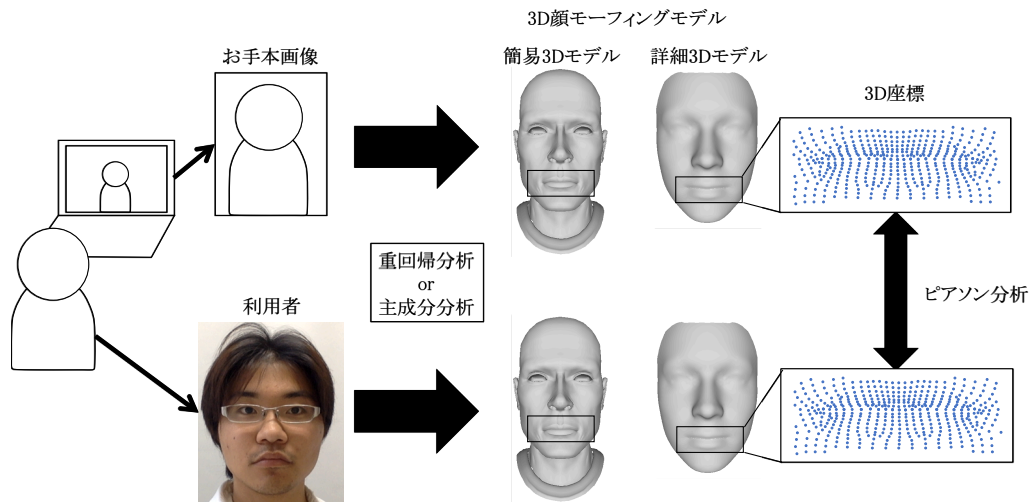 3D顔モーフィングモデル
お手本画像
簡易3Dモデル
詳細3Dモデル
3D座標
重回帰分析
or
主成分分析
ピアソン分析
利用者